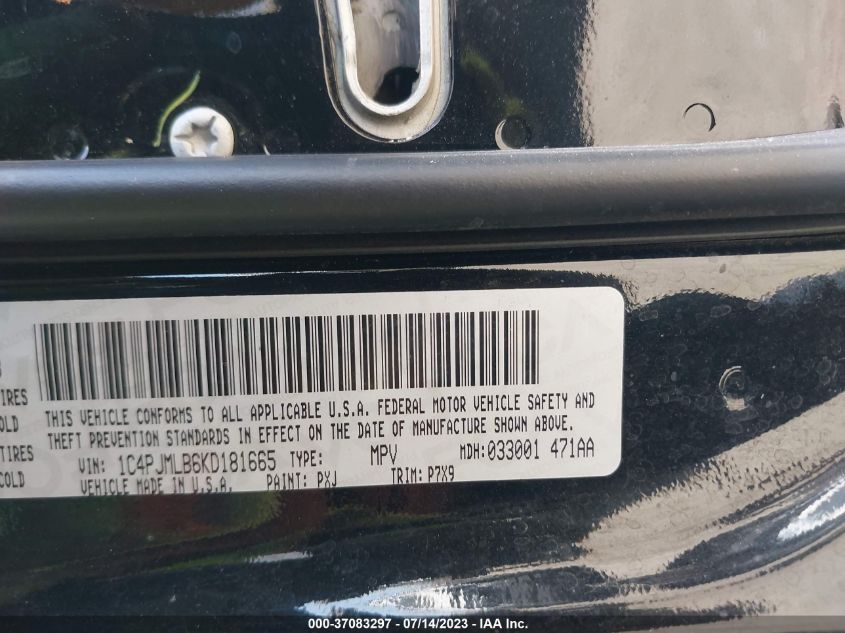 IRES
OLD
IRES
COLD
THIS VEHICLE CONFORMS TO ALL APPLICABLE U.S.A. FEDERAL MOTOR VEHICLE SAFETY AND
THEFT PREVENTION STANDARDS IN EFFECT ON THE DATE OF MANUFACTURE SHOWN ABOVE.
VIN: 1C4PJMLB6KD181665 TYPE: MPV MDH:033001 471AA
VEHICLE MADE IN U.S.A. PAINT: PXJ TRIM: P7X9
000-37083297 - 07/14/2023 - IAA Inc.